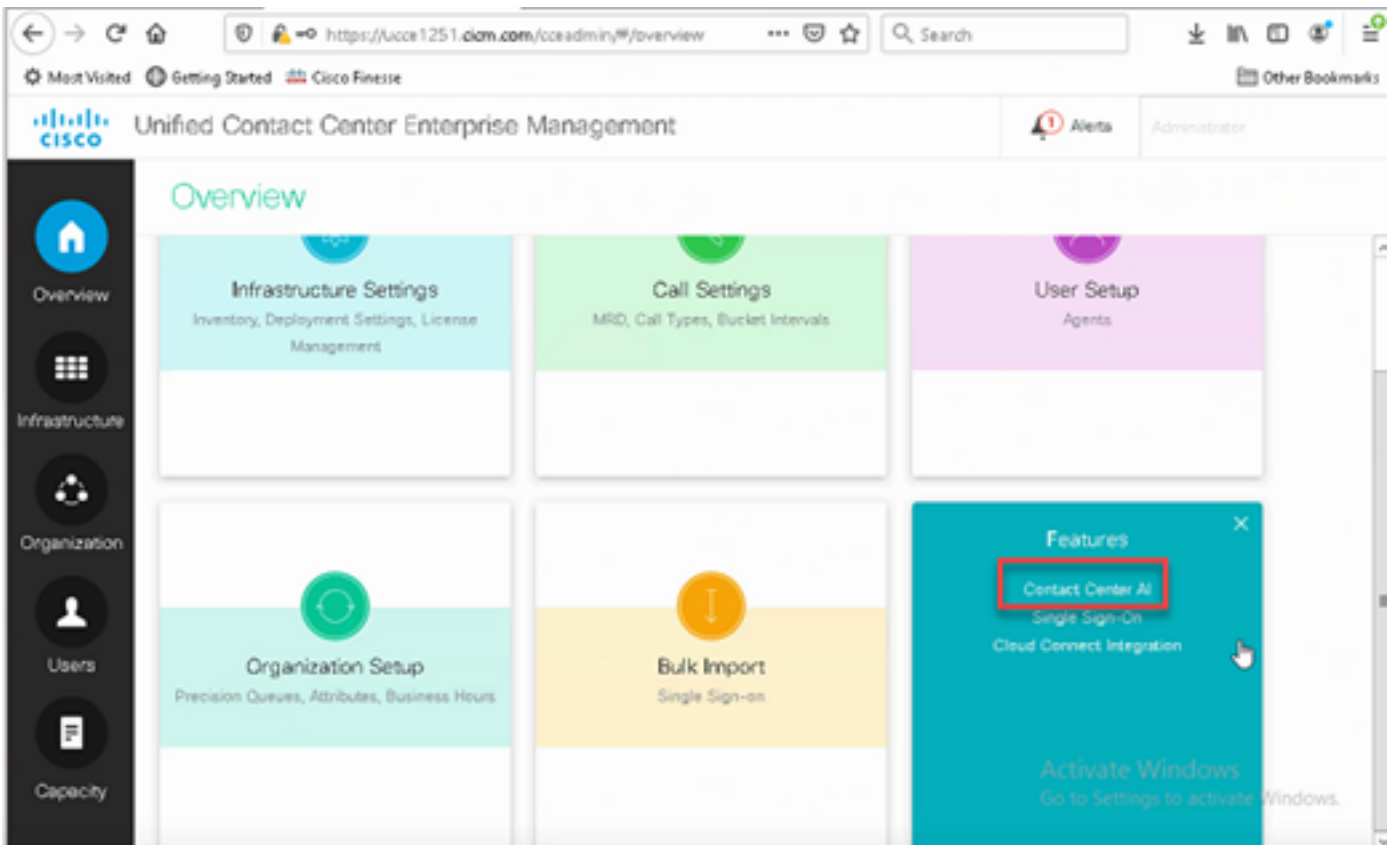 https://ucce1251.cicm.com/cceadmin/#/overview
Search
Most Visited
Getting Started
Cisco Finesse
Other Bookmarks
CISCO
Unified Contact Center Enterprise Management
1
Alerts
Administrator
Overview
Overview
Infrastructure
Organization
Users
Capacity
Infrastructure Settings
Inventory, Deployment Settings, License
Management
Call Settings
MRD, Call Types, Bucket Intervals
User Setup
Agents
Organization Setup
Precision Queues, Attributes, Business Hours
Bulk Import
Single Sign-on
Features
Contact Center AI
Single Sign-On
Cloud Connect Integration
Activate Windows
Go to Settings to activate Windows.